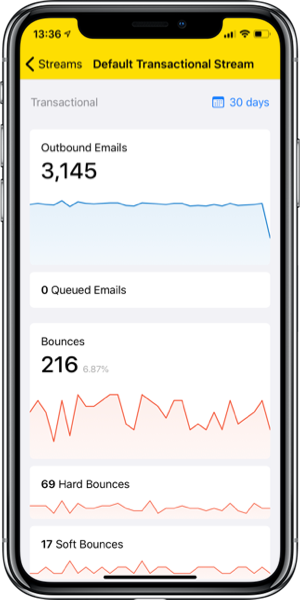 13:36
Streams Default Transactional Stream
Transactional 30 days
Outbound Emails
3,145
0 Queued Emails
Bounces
216 6.87%
69 Hard Bounces
17 Soft Bounces